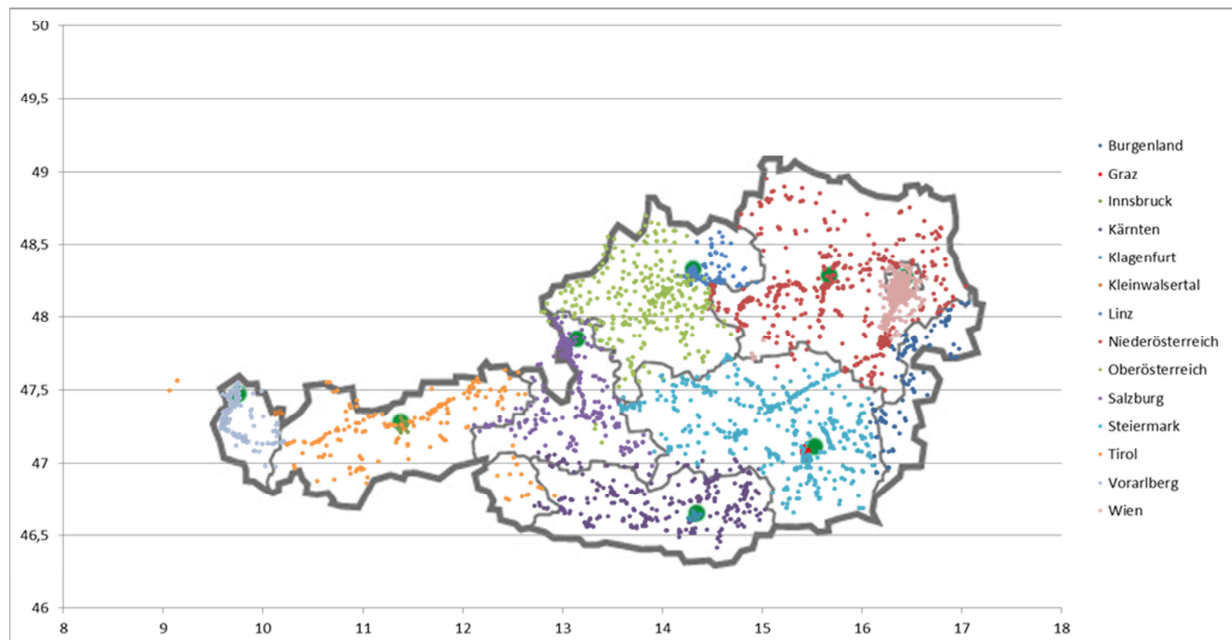 50
49,5
49
48,5
48
47,5
47
46,5
46
8 9 10 11 12 13 14 15 16 17 18
Burgenland
Graz
Innsbruck
Kärnten
Klagenfurt
Kleinwalsertal
Linz
Niederösterreich
Oberösterreich
Salzburg
Steiermark
Tirol
Vorarlberg
Wien